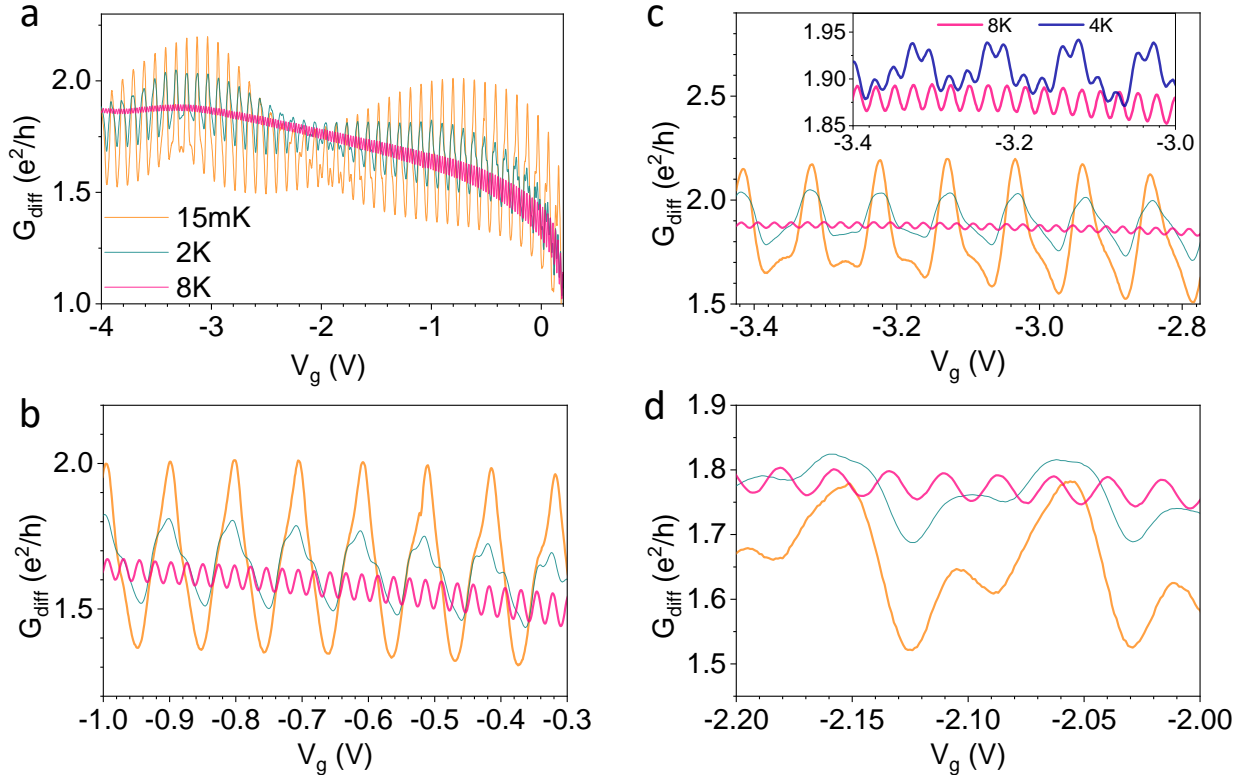 a
G_diff (e²/h)
2.0
1.5
1.0
15mK
2K
8K
-4 -3 -2 -1 0
V_g (V)
c
G_diff (e²/h)
2.5
2.0
1.5
8K 4K
1.95
1.90
1.85
-3.4 -3.2 -3.0
-3.4 -3.2 -3.0 -2.8
V_g (V)
b
G_diff (e²/h)
2.0
1.5
-1.0 -0.9 -0.8 -0.7 -0.6 -0.5 -0.4 -0.3
V_g (V)
d
G_diff (e²/h)
1.9
1.8
1.7
1.6
1.5
-2.20 -2.15 -2.10 -2.05 -2.00
V_g (V)